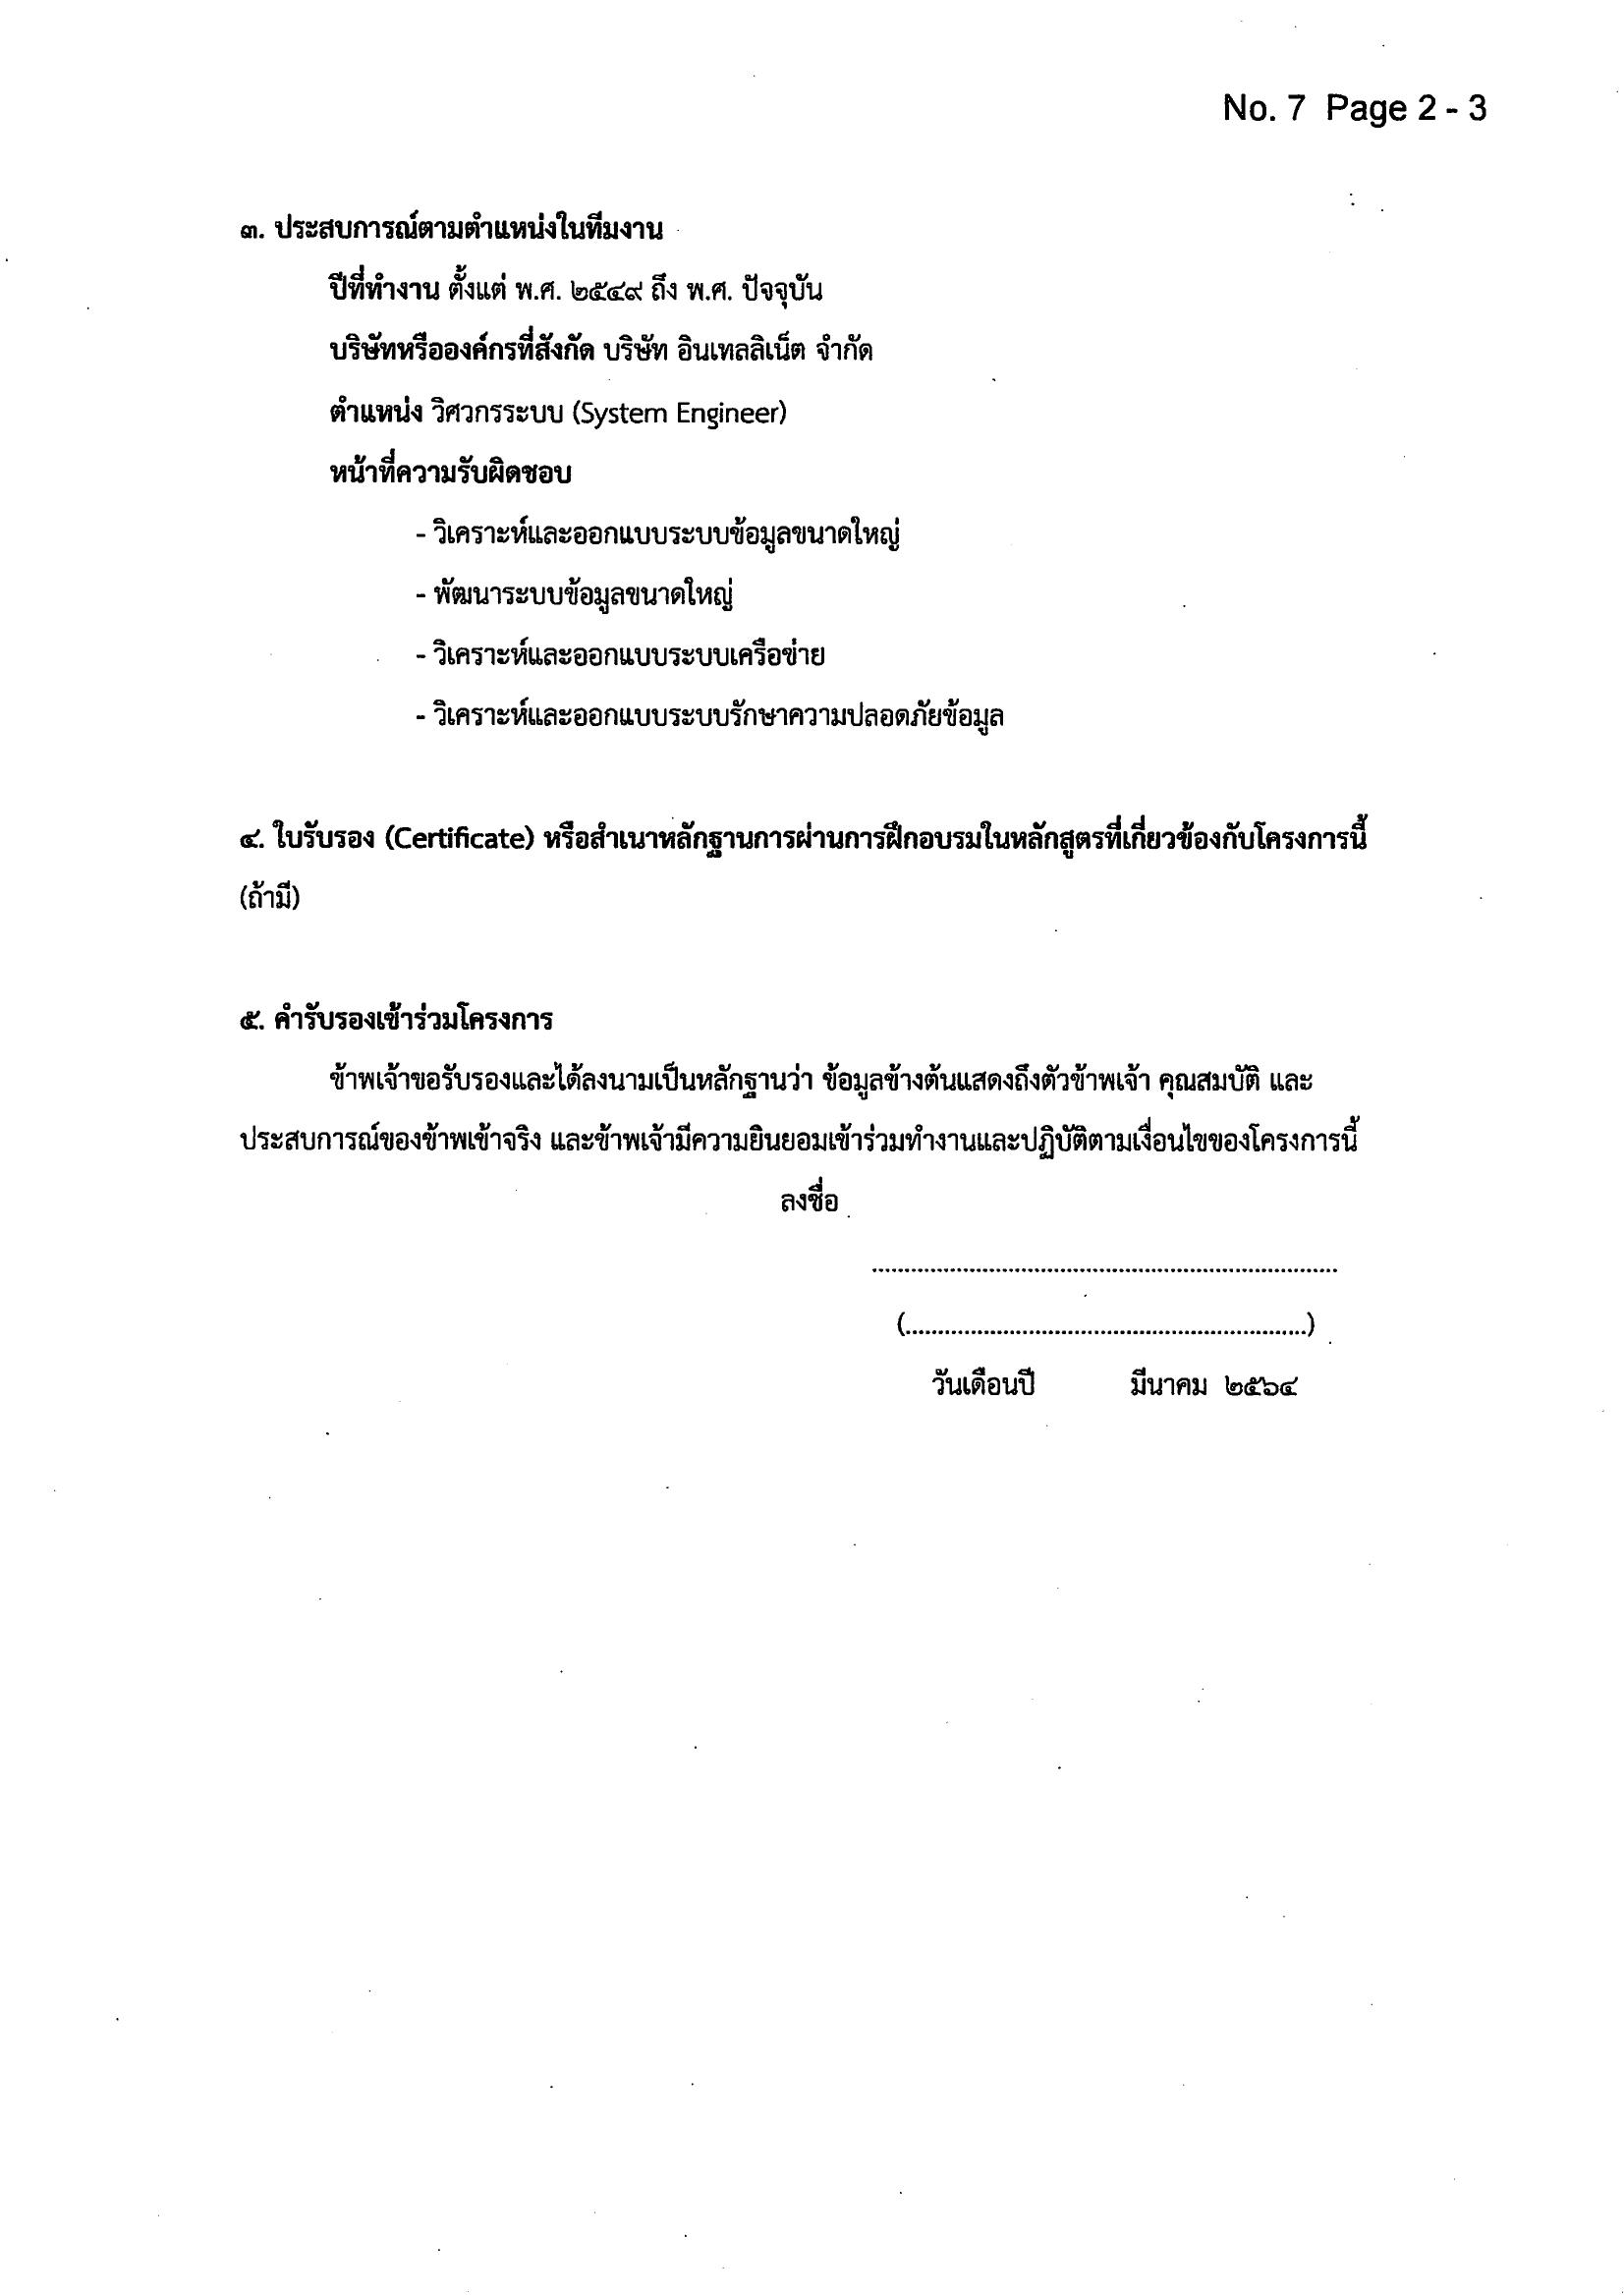 No. 7 Page 2 - 3
๓. ประสบการณ์ตามตำแหน่งในทีมงาน
ปีที่ทำงาน ตั้งแต่ พ.ศ. ๒๕๔๙ ถึง พ.ศ. ปัจจุบัน
บริษัทหรือองค์กรที่สังกัด บริษัท อินเทลลิเน็ต จำกัด
ตำแหน่ง วิศวกรระบบ (System Engineer)
หน้าที่ความรับผิดชอบ
- วิเคราะห์และออกแบบระบบข้อมูลขนาดใหญ่
- พัฒนาระบบข้อมูลขนาดใหญ่
- วิเคราะห์และออกแบบระบบเครือข่าย
- วิเคราะห์และออกแบบระบบรักษาความปลอดภัยข้อมูล
๔. ใบรับรอง (Certificate) หรือสำเนาหลักฐานการผ่านการฝึกอบรมในหลักสูตรที่เกี่ยวข้องกับโครงการนี้
(ถ้ามี)
๕. คำรับรองเข้าร่วมโครงการ
ข้าพเจ้าขอรับรองและได้ลงนามเป็นหลักฐานว่า ข้อมูลข้างต้นแสดงถึงตัวข้าพเจ้า คุณสมบัติ และ
ประสบการณ์ของข้าพเข้าจริง และข้าพเจ้ามีความยินยอมเข้าร่วมทำงานและปฏิบัติตามเงื่อนไขของโครงการนี้
ลงชื่อ
........................................................................
(..............................................................)
วันเดือนปี มีนาคม ๒๕๖๔